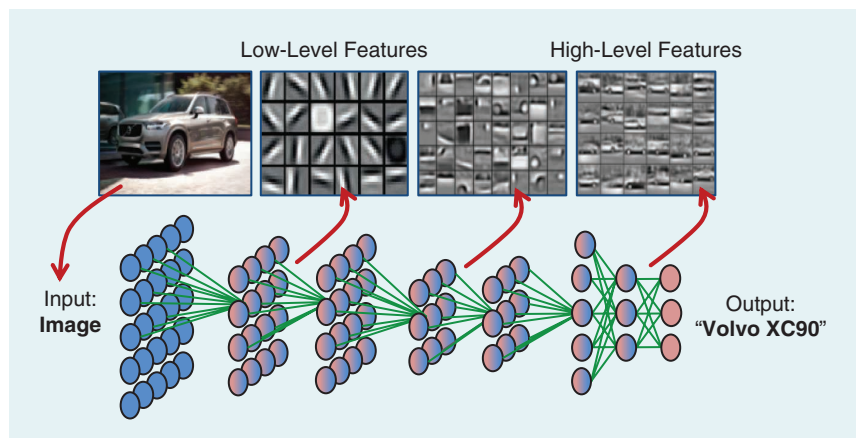 Low-Level Features
High-Level Features
Input:
Image
Output:
“Volvo XC90”